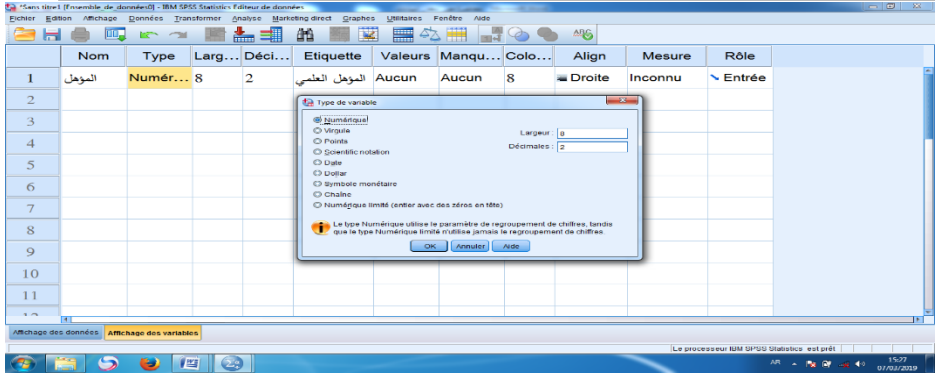 *Sans titre1 [Ensemble_de_données0] - IBM SPSS Statistics Editeur de données
Fichier Edition Affichage Données Transformer Analyse Marketing direct Graphes Utilitaires Fenêtre Aide
Nom Type Larg... Déci... Etiquette Valeurs Manqu... Colo... Align Mesure Rôle
1 المؤهل Numér... 8 2 المؤهل العلمي Aucun Aucun 8 Droite Inconnu Entrée
2
3
4
5
6
7
8
9
10
11
Type de variable
Numérique
Virgule
Points
Scientific notation
Date
Dollar
Symbole monétaire
Chaîne
Numérique limité (entier avec des zéros en tête)
Largeur : 8
Décimales : 2
Le type Numérique utilise le paramètre de regroupement de chiffres, tandis
que le type Numérique limité n'utilise jamais le regroupement de chiffres.
OK Annuler Aide
Affichage des données Affichage des variables
Le processeur IBM SPSS Statistics est prêt
AR 15:27
07/03/2019